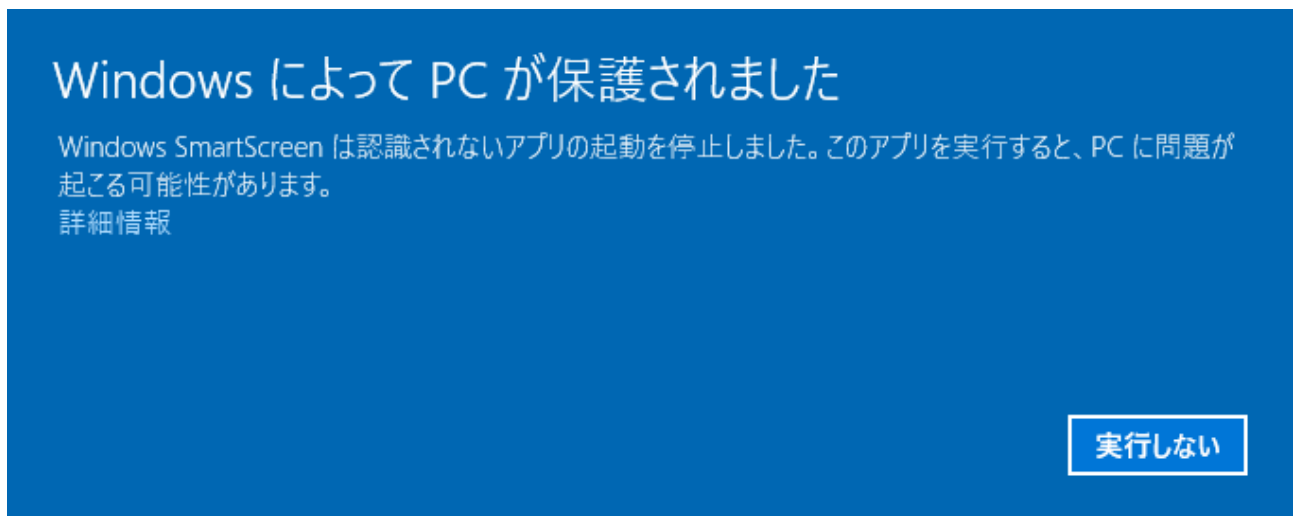 Windows によって PC が保護されました
Windows SmartScreen は認識されないアプリの起動を停止しました。このアプリを実行すると、PC に問題が
起こる可能性があります。
詳細情報
実行しない